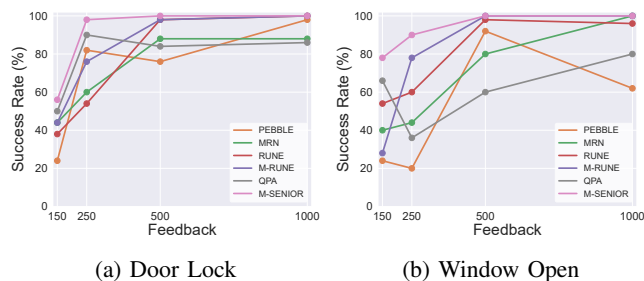 Success Rate (%)
100
80
60
40
20
0
PEBBLE
MRN
RUNE
M-RUNE
QPA
M-SENIOR
150 250 500 1000
Feedback
(a) Door Lock
Success Rate (%)
100
80
60
40
20
0
PEBBLE
MRN
RUNE
M-RUNE
QPA
M-SENIOR
150 250 500 1000
Feedback
(b) Window Open